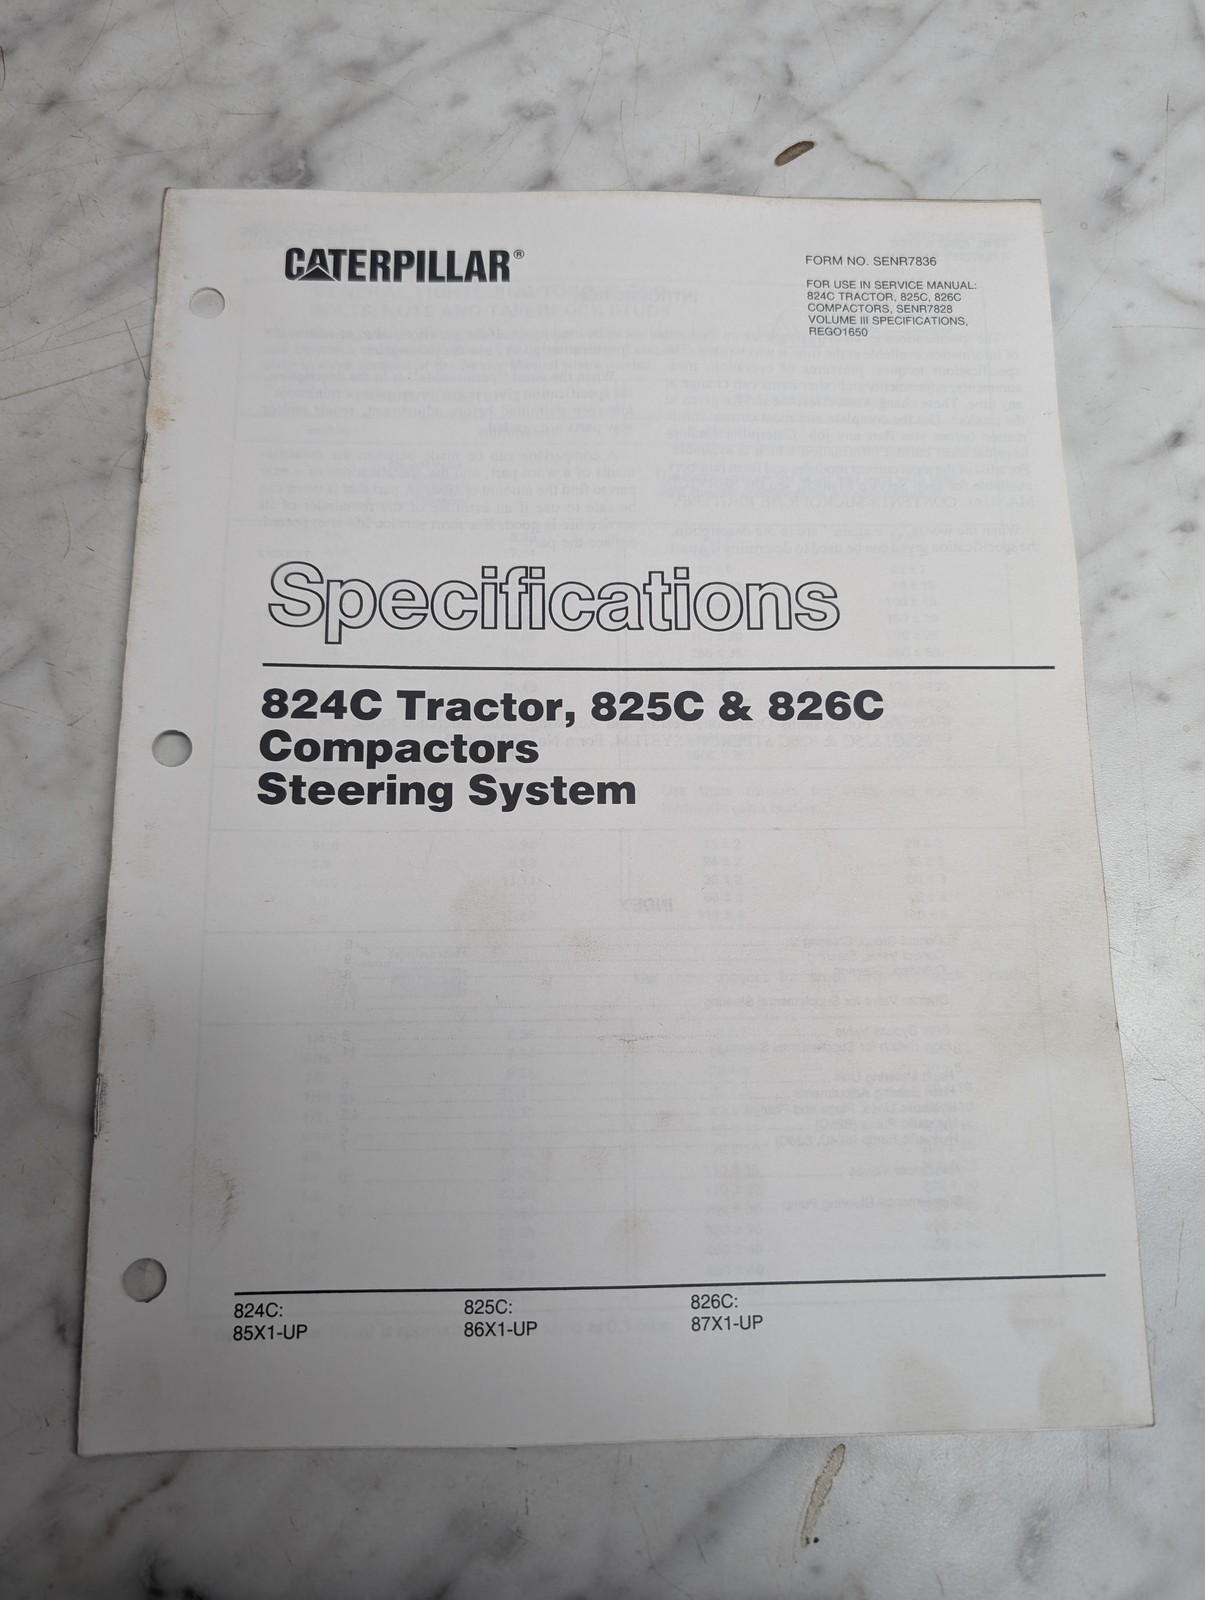 CATERPILLAR®
FORM NO. SENR7836
FOR USE IN SERVICE MANUAL:
824C TRACTOR, 825C, 826C
COMPACTORS, SENR7828
VOLUME III SPECIFICATIONS,
REGO1650
Specifications
824C Tractor, 825C & 826C
Compactors
Steering System
824C:
85X1-UP
825C:
86X1-UP
826C:
87X1-UP